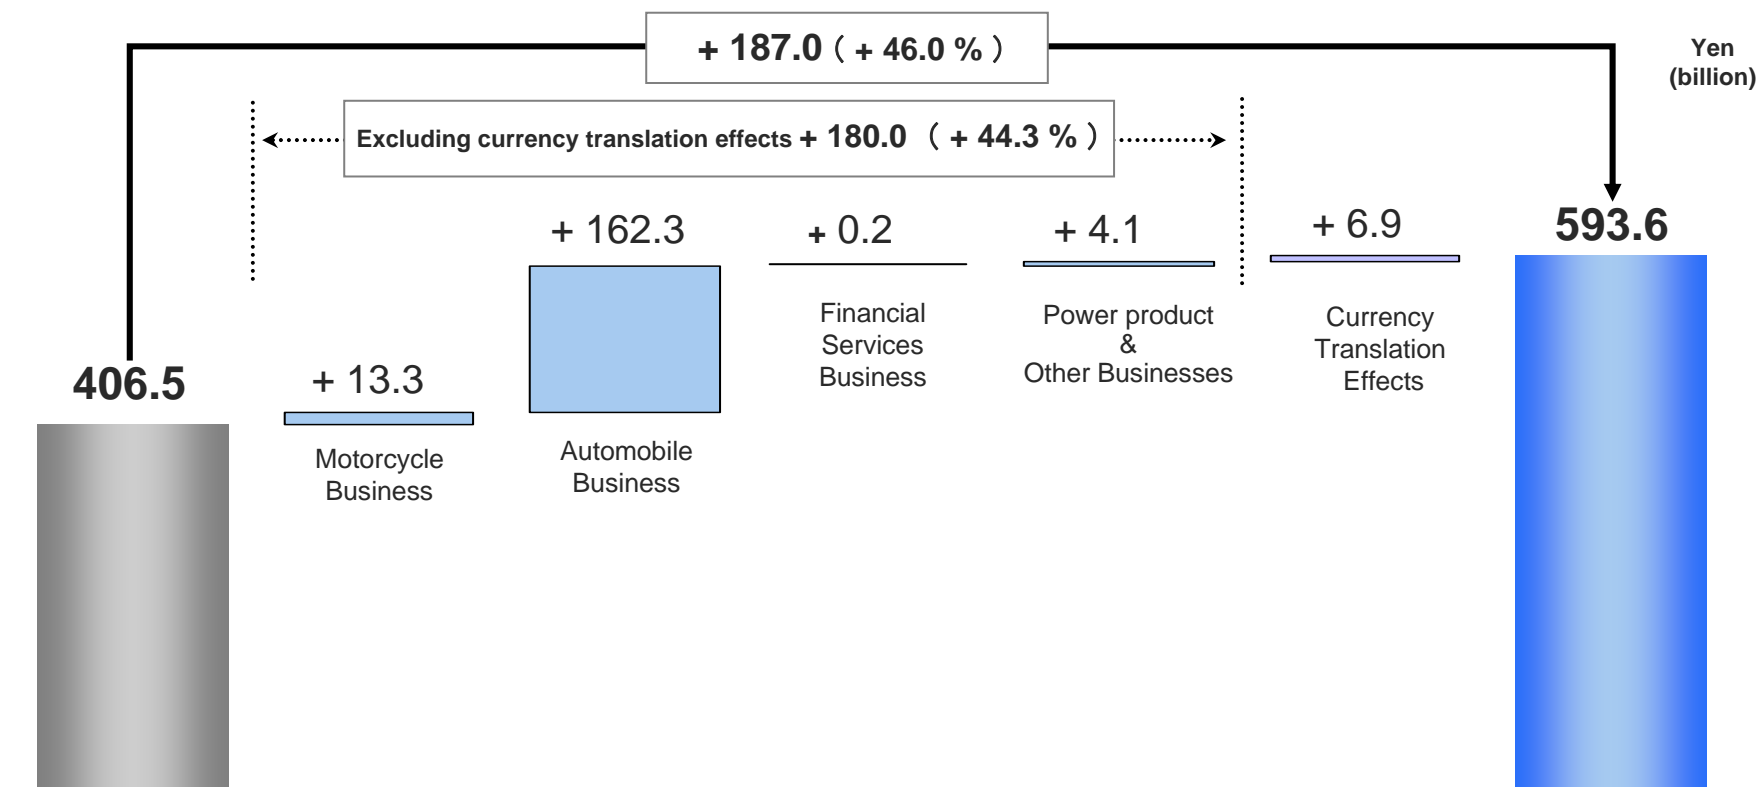 + 187.0 ( + 46.0 % )
Yen
(billion)
Excluding currency translation effects + 180.0 ( + 44.3 % )
406.5
+ 13.3
Motorcycle
Business
+ 162.3
Automobile
Business
+ 0.2
Financial
Services
Business
+ 4.1
Power product
&
Other Businesses
+ 6.9
Currency
Translation
Effects
593.6